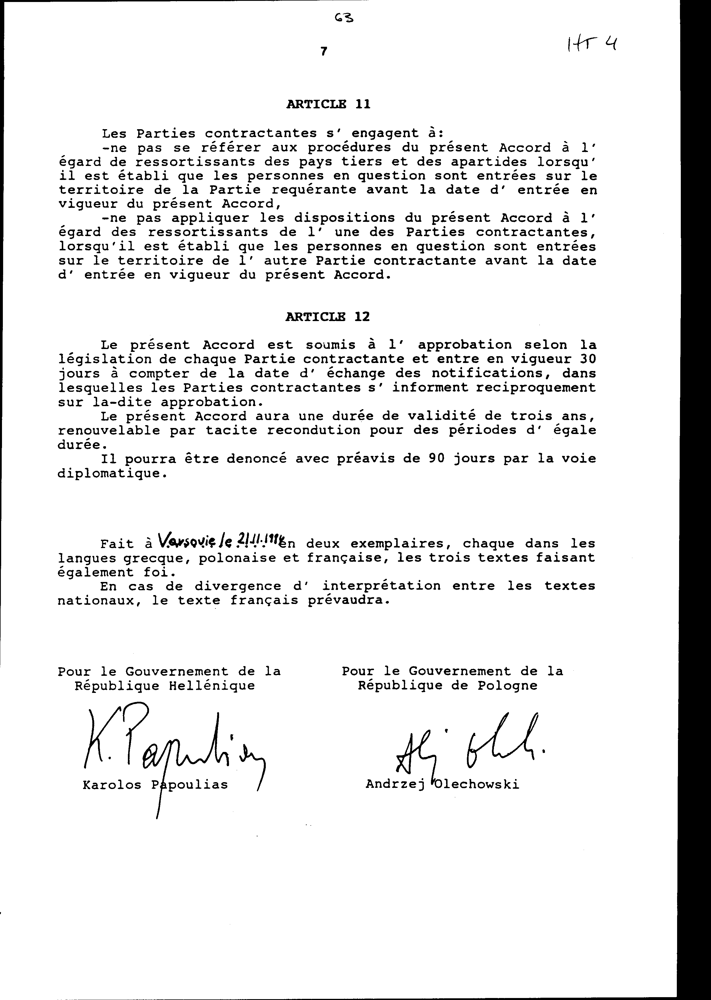 63
7
ARTICLE 11
Les Parties contractantes s' engagent à:
-ne pas se référer aux procédures du présent Accord à l'
égard de ressortissants des pays tiers et des apartides lorsqu'
il est établi que les personnes en question sont entrées sur le
territoire de la Partie requérante avant la date d' entrée en
vigueur du présent Accord,
-ne pas appliquer les dispositions du présent Accord à l'
égard des ressortissants de l' une des Parties contractantes,
lorsqu'il est établi que les personnes en question sont entrées
sur le territoire de l' autre Partie contractante avant la date
d' entrée en vigueur du présent Accord.
ARTICLE 12
Le présent Accord est soumis à l' approbation selon la
législation de chaque Partie contractante et entre en vigueur 30
jours à compter de la date d' échange des notifications, dans
lesquelles les Parties contractantes s' informent reciproquement
sur la-dite approbation.
Le présent Accord aura une durée de validité de trois ans,
renouvelable par tacite recondution pour des périodes d' égale
durée.
Il pourra être denoncé avec préavis de 90 jours par la voie
diplomatique.
Fait à Varsovie le 21.11.1994 en deux exemplaires, chaque dans les
langues grecque, polonaise et française, les trois textes faisant
également foi.
En cas de divergence d' interprétation entre les textes
nationaux, le texte français prévaudra.
Pour le Gouvernement de la
République Hellénique
K. Papoulias
Karolos Papoulias
Pour le Gouvernement de la
République de Pologne
Andrzej Olechowski